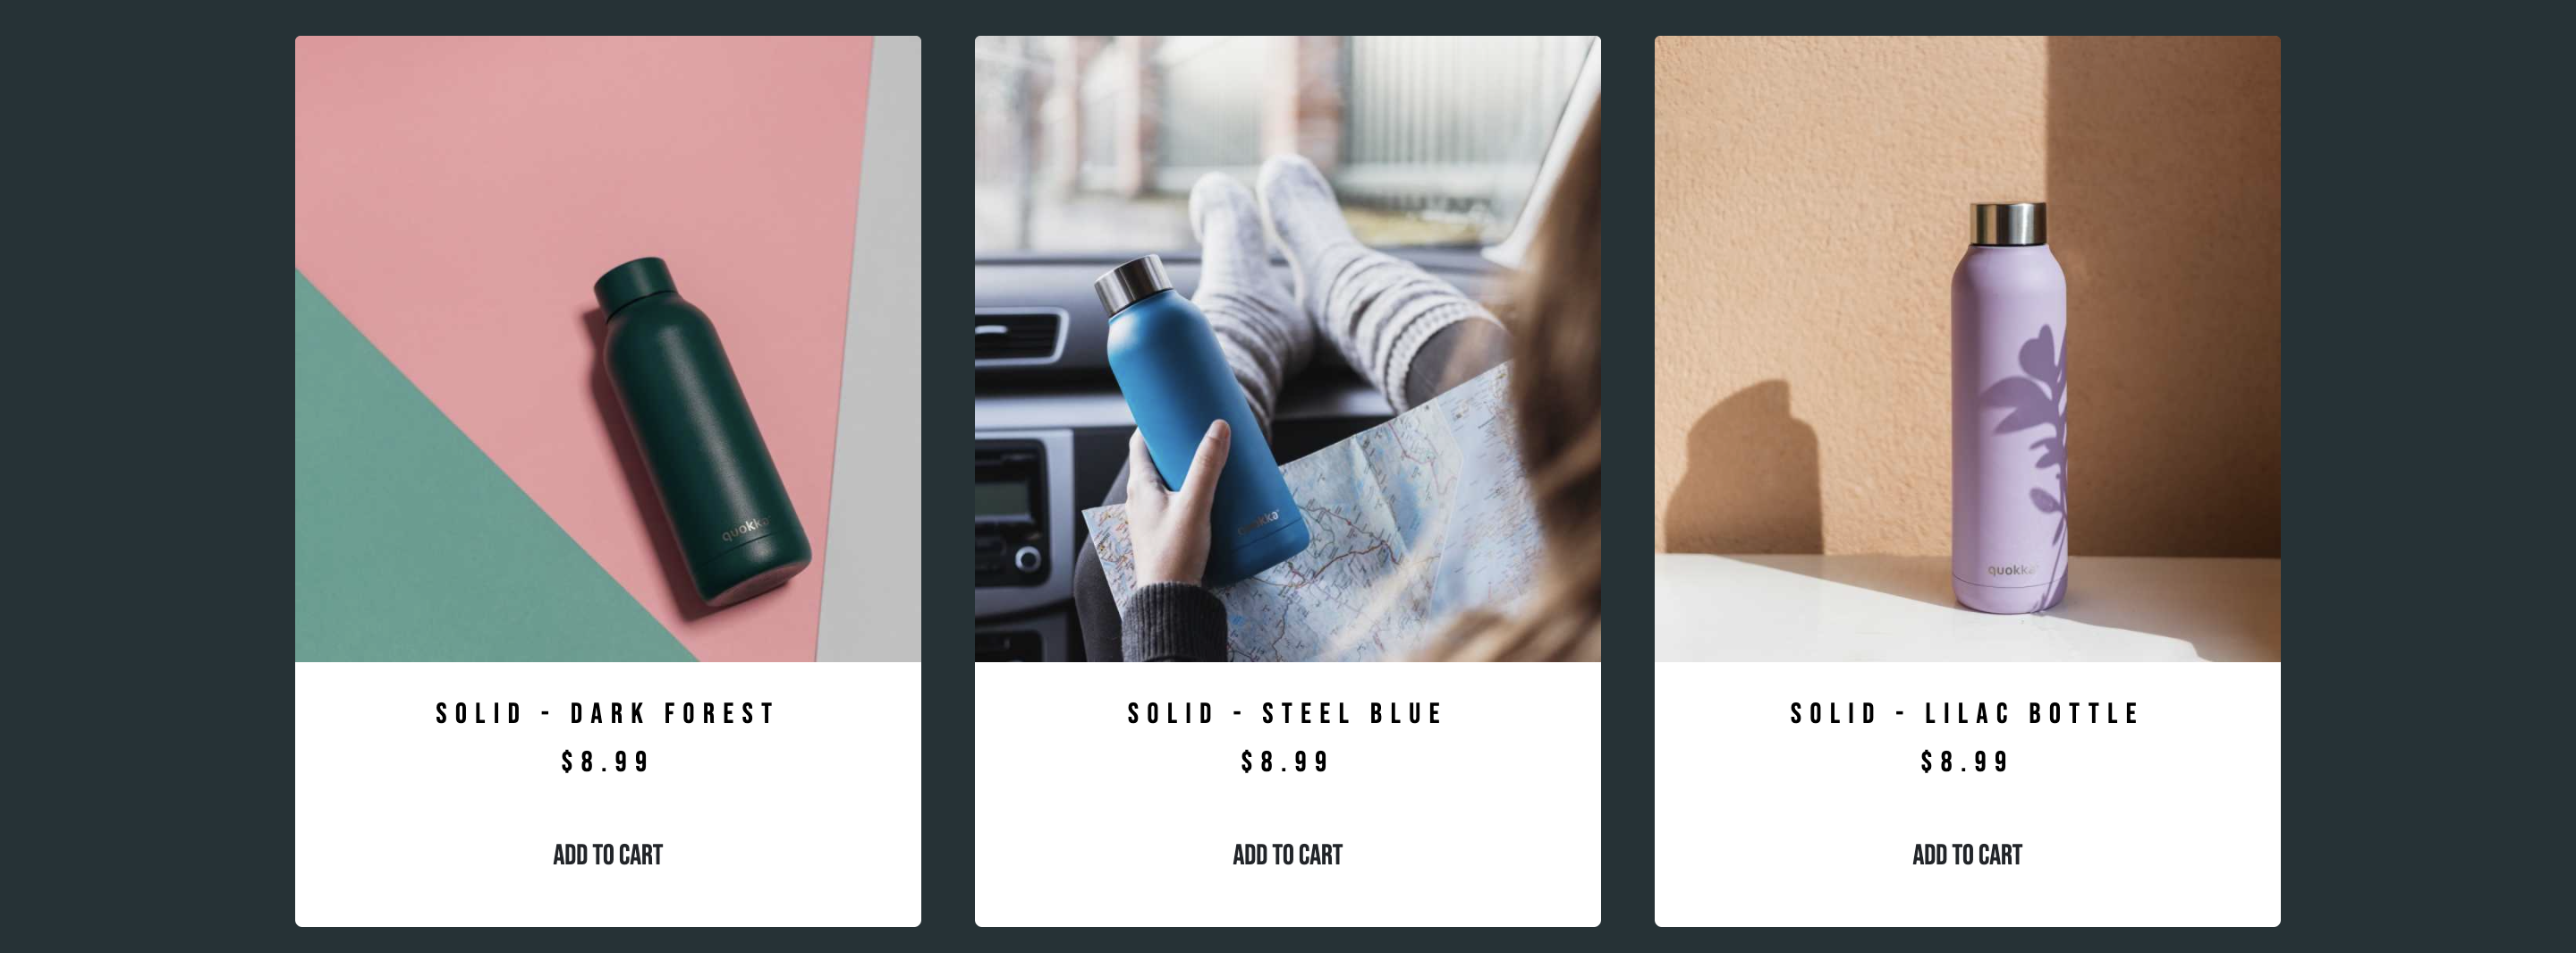 quokka
SOLID - DARK FOREST
$8.99
ADD TO CART
quokka
SOLID - STEEL BLUE
$8.99
ADD TO CART
quokka
SOLID - LILAC BOTTLE
$8.99
ADD TO CART